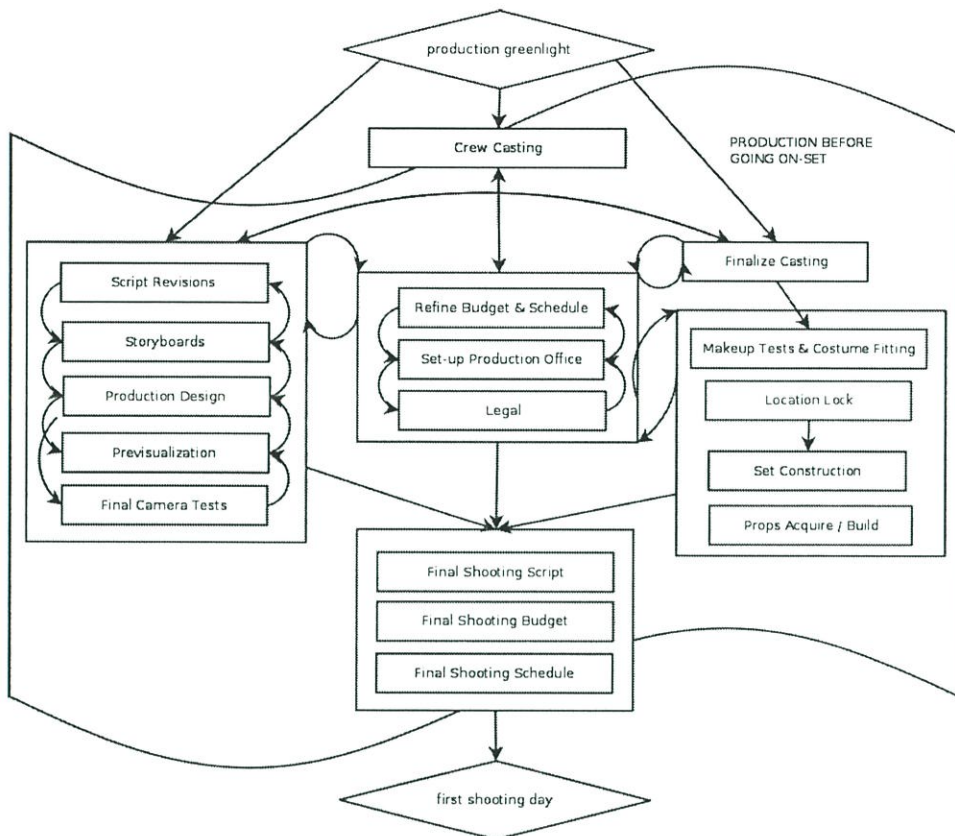 production greenlight
Crew Casting
PRODUCTION BEFORE
GOING ON-SET
Finalize Casting
Script Revisions
Storyboards
Production Design
Previsualization
Final Camera Tests
Refine Budget & Schedule
Set-up Production Office
Legal
Makeup Tests & Costume Fitting
Location Lock
Set Construction
Props Acquire / Build
Final Shooting Script
Final Shooting Budget
Final Shooting Schedule
first shooting day